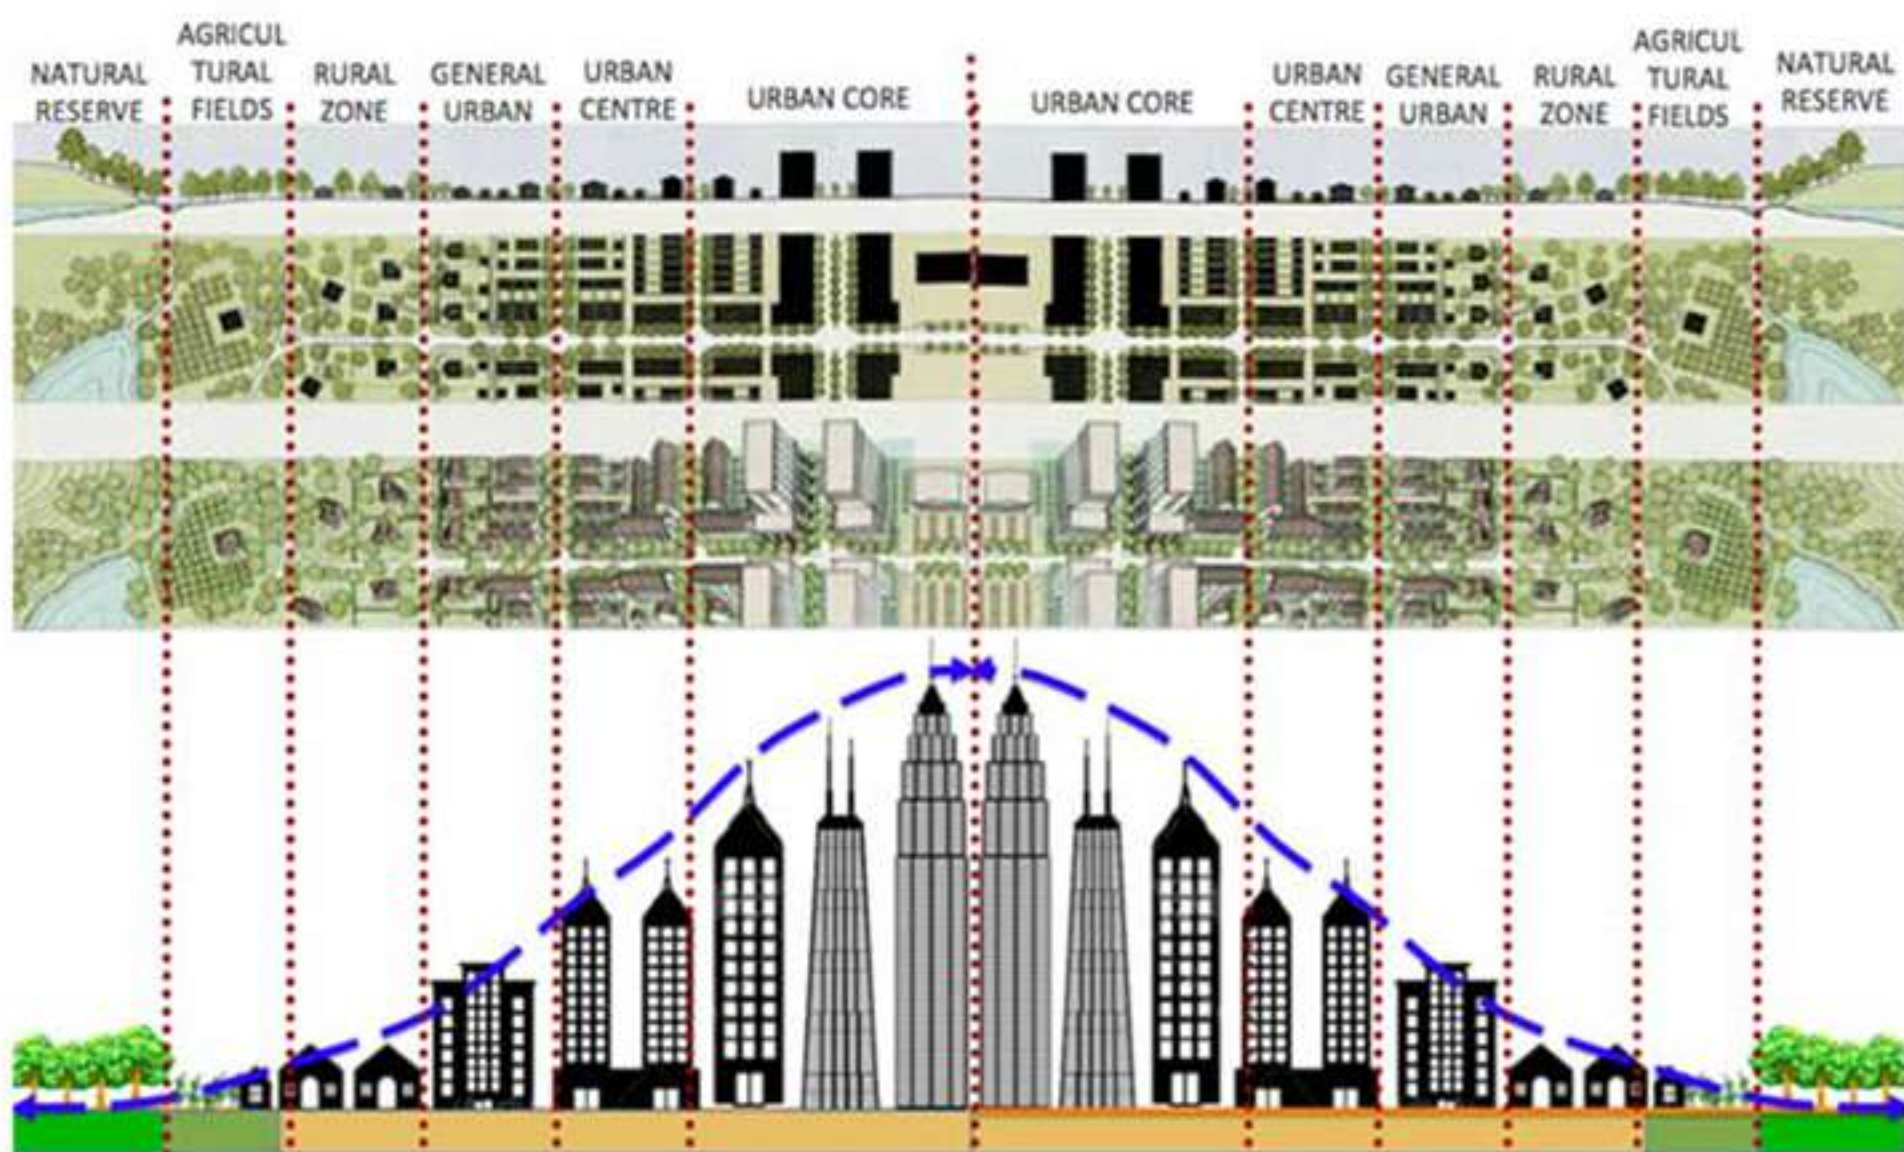 NATURAL
RESERVE
AGRICUL
TURAL
FIELDS
RURAL
ZONE
GENERAL
URBAN
URBAN
CENTRE
URBAN CORE
URBAN CORE
URBAN
CENTRE
GENERAL
URBAN
RURAL
ZONE
AGRICUL
TURAL
FIELDS
NATURAL
RESERVE